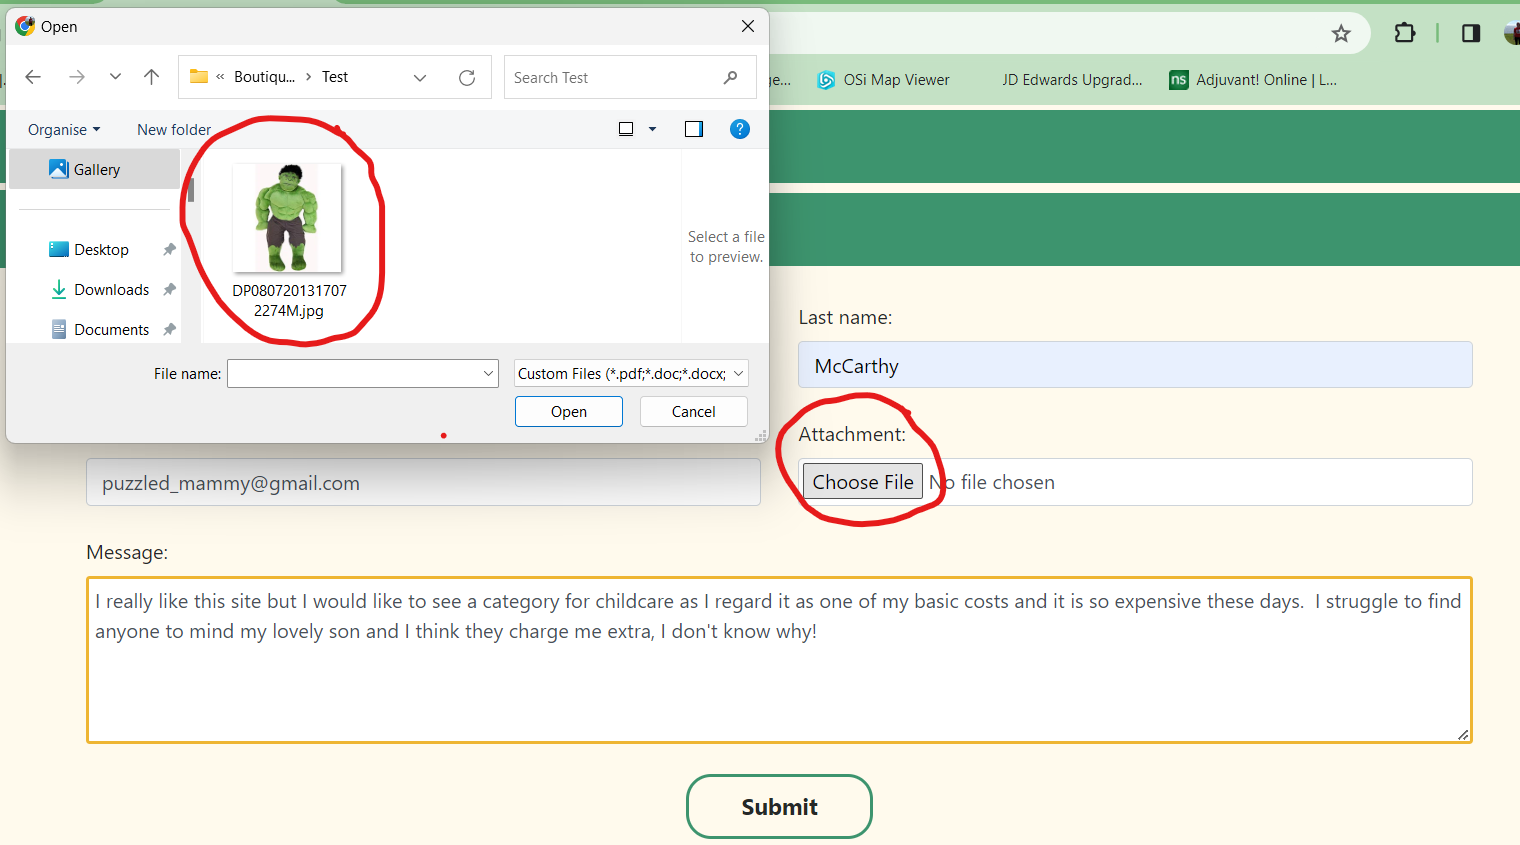 Open
« Boutiqu... > Test
Search Test
ge...
OSi Map Viewer
JD Edwards Upgrad...
ns
Adjuvant! Online | L...
Organise
New folder
?
Gallery
Desktop
Downloads
Documents
DP080720131707
2274M.jpg
Select a file
to preview.
File name:
Custom Files (*.pdf;*.doc;*.docx;
Open
Cancel
Last name:
McCarthy
Attachment:
puzzled_mammy@gmail.com
Choose File
No file chosen
Message:
I really like this site but I would like to see a category for childcare as I regard it as one of my basic costs and it is so expensive these days.  I struggle to find
anyone to mind my lovely son and I think they charge me extra, I don't know why!
Submit